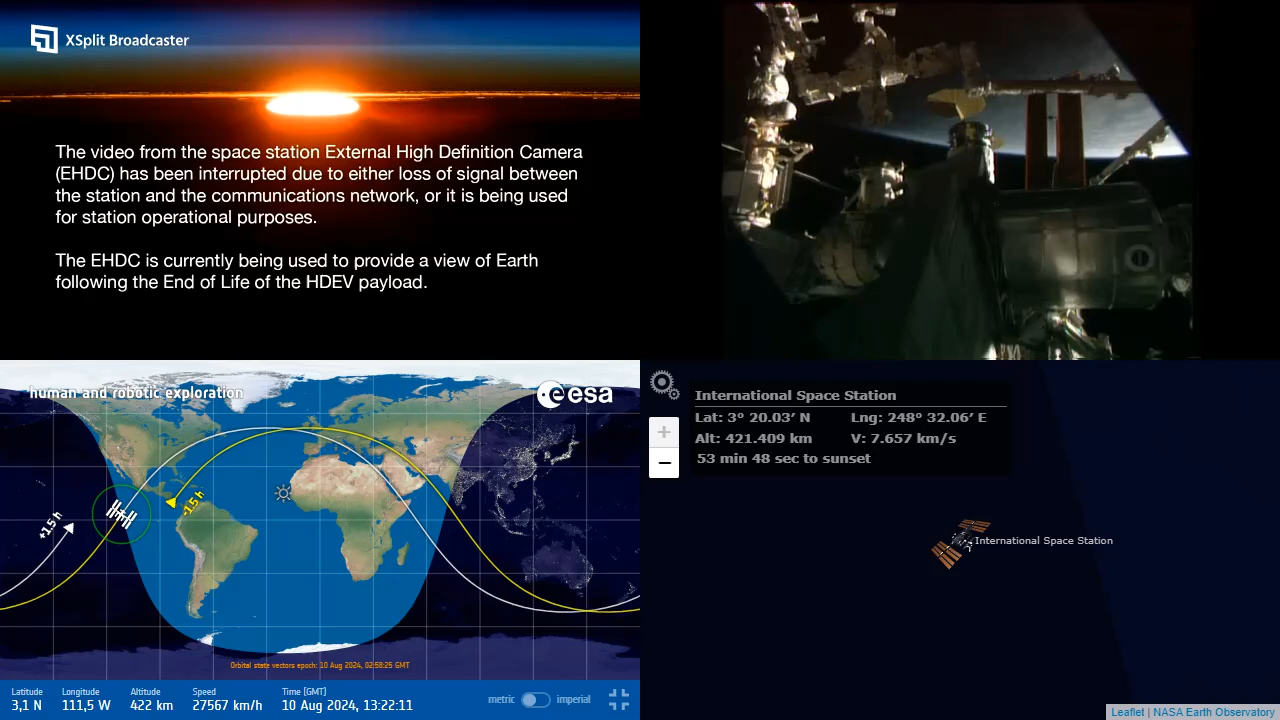 XSplit Broadcaster
The video from the space station External High Definition Camera
(EHDC) has been interrupted due to either loss of signal between
the station and the communications network, or it is being used
for station operational purposes.
The EHDC is currently being used to provide a view of Earth
following the End of Life of the HDEV payload.
human and robotic exploration
esa
+1.5 h
-1.5 h
Orbital state vectors epoch: 10 Aug 2024, 02:58:25 GMT
Latitude
3,1 N
Longitude
111,5 W
Altitude
422 km
Speed
27567 km/h
Time [GMT]
10 Aug 2024, 13:22:11
metric
imperial
+
−
International Space Station
Lat: 3° 20.03′ N Lng: 248° 32.06′ E
Alt: 421.409 km V: 7.657 km/s
53 min 48 sec to sunset
International Space Station
Leaflet | NASA Earth Observatory